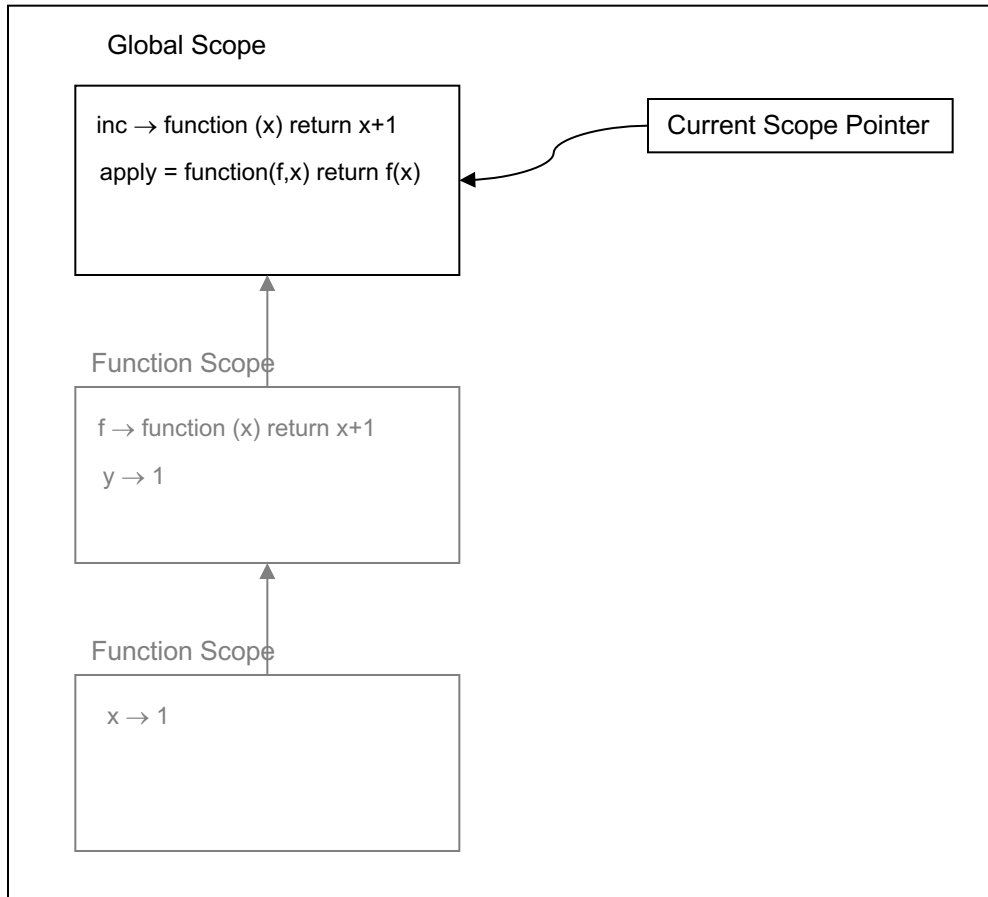 Global Scope
inc → function (x) return x+1
Current Scope Pointer
apply = function(f,x) return f(x)
Function Scope
f → function (x) return x+1
y → 1
Function Scope
x → 1